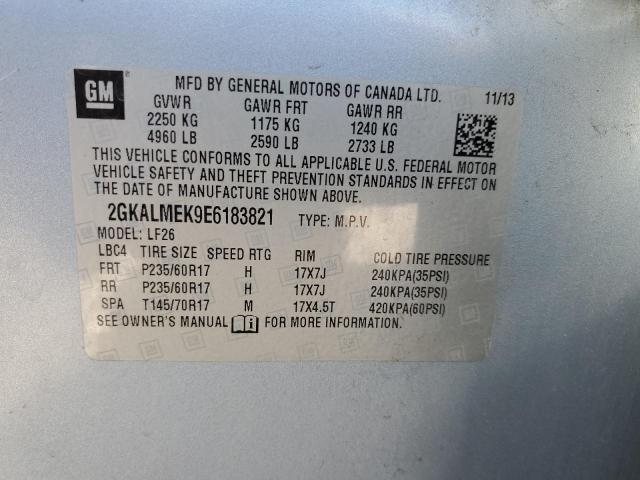 GM
MFD BY GENERAL MOTORS OF CANADA LTD. 11/13
GVWR GAWR FRT GAWR RR
2250 KG 1175 KG 1240 KG
4960 LB 2590 LB 2733 LB
THIS VEHICLE CONFORMS TO ALL APPLICABLE U.S. FEDERAL MOTOR
VEHICLE SAFETY AND THEFT PREVENTION STANDARDS IN EFFECT ON
THE DATE OF MANUFACTURE SHOWN ABOVE.
2GKALMEK9E6183821 TYPE: M.P.V.
MODEL: LF26
LBC4 TIRE SIZE SPEED RTG RIM COLD TIRE PRESSURE
FRT P235/60R17 H 17X7J 240KPA(35PSI)
RR P235/60R17 H 17X7J 240KPA(35PSI)
SPA T145/70R17 M 17X4.5T 420KPA(60PSI)
SEE OWNER'S MANUAL FOR MORE INFORMATION.